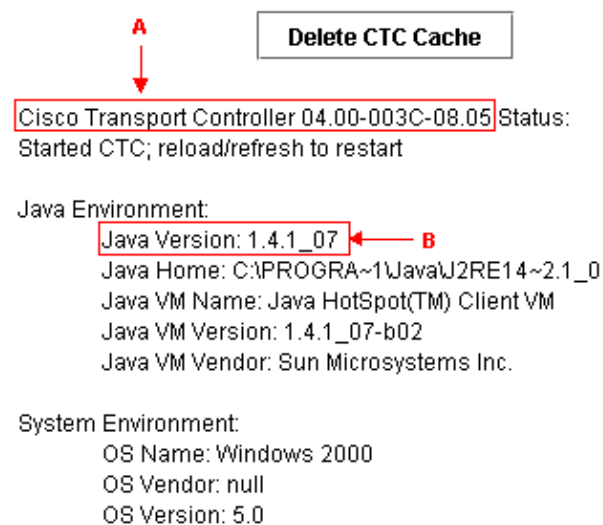 A
Delete CTC Cache
Cisco Transport Controller 04.00-003C-08.05 Status:
Started CTC; reload/refresh to restart
Java Environment:
Java Version: 1.4.1_07 B
Java Home: C:\PROGRA~1\Java\J2RE14~2.1_0
Java VM Name: Java HotSpot(TM) Client VM
Java VM Version: 1.4.1_07-b02
Java VM Vendor: Sun Microsystems Inc.
System Environment:
OS Name: Windows 2000
OS Vendor: null
OS Version: 5.0